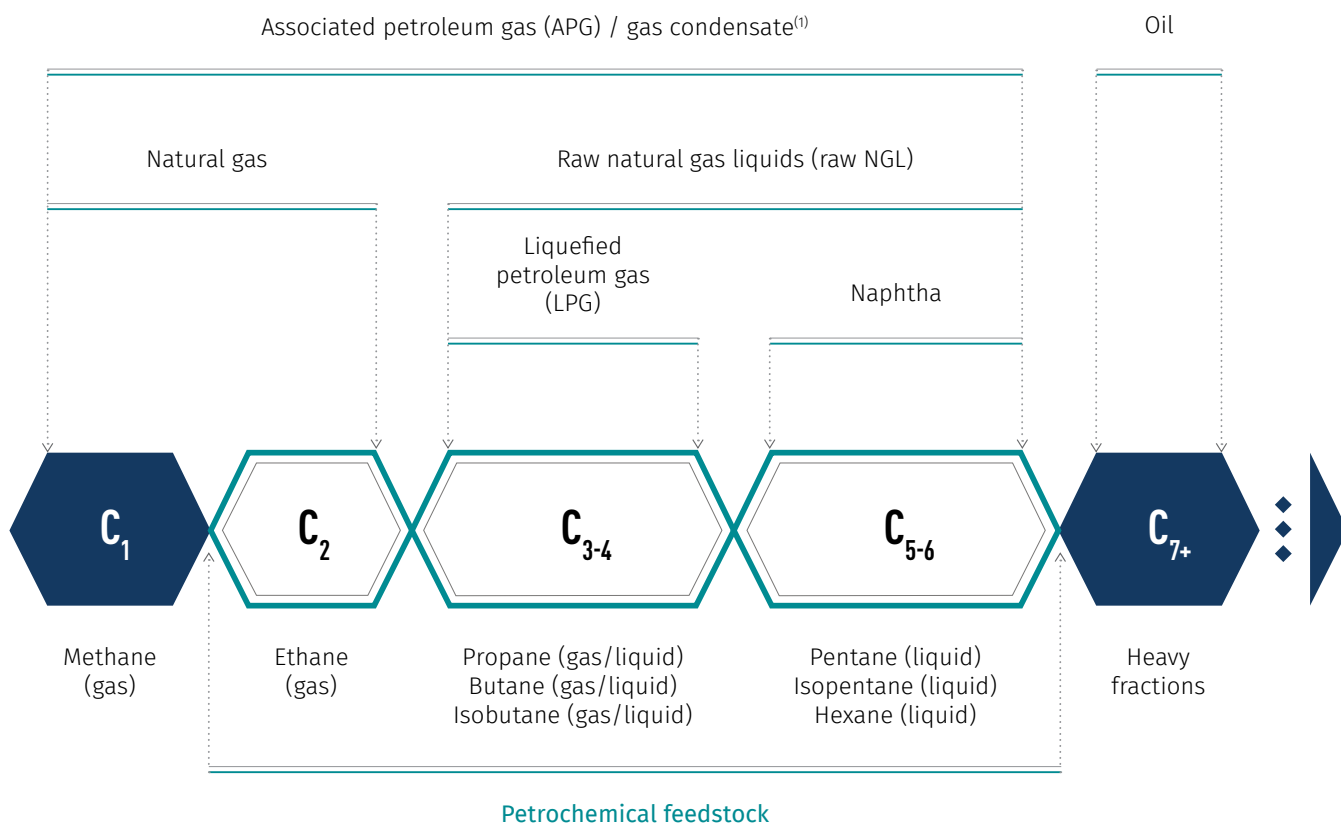 Associated petroleum gas (APG) / gas condensate⁽¹⁾
Oil
Natural gas
Raw natural gas liquids (raw NGL)
Liquefied
petroleum gas
(LPG)
Naphtha
C₁
C₂
C₃₋₄
C₅₋₆
C₇₊
Methane
(gas)
Ethane
(gas)
Propane (gas/liquid)
Butane (gas/liquid)
Isobutane (gas/liquid)
Pentane (liquid)
Isopentane (liquid)
Hexane (liquid)
Heavy
fractions
Petrochemical feedstock